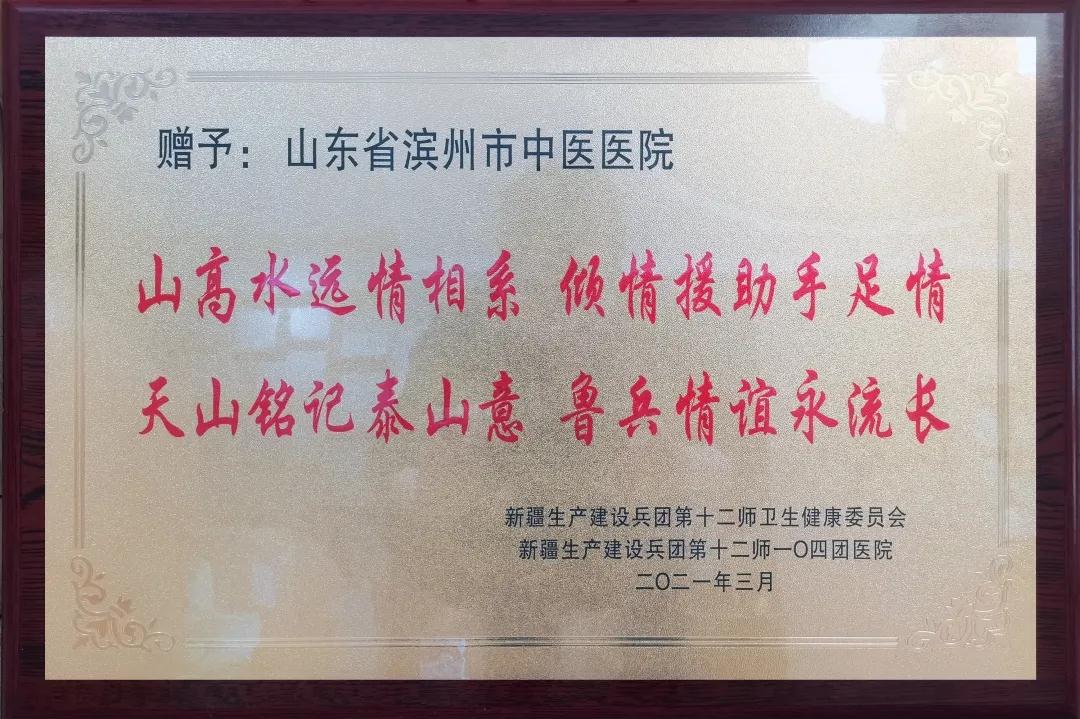 赠予：山东省滨州市中医医院
山高水远情相系 倾情援助手足情
天山铭记泰山意 鲁兵情谊永流长
新疆生产建设兵团第十二师卫生健康委员会
新疆生产建设兵团第十二师一〇四团医院
二〇二一年三月